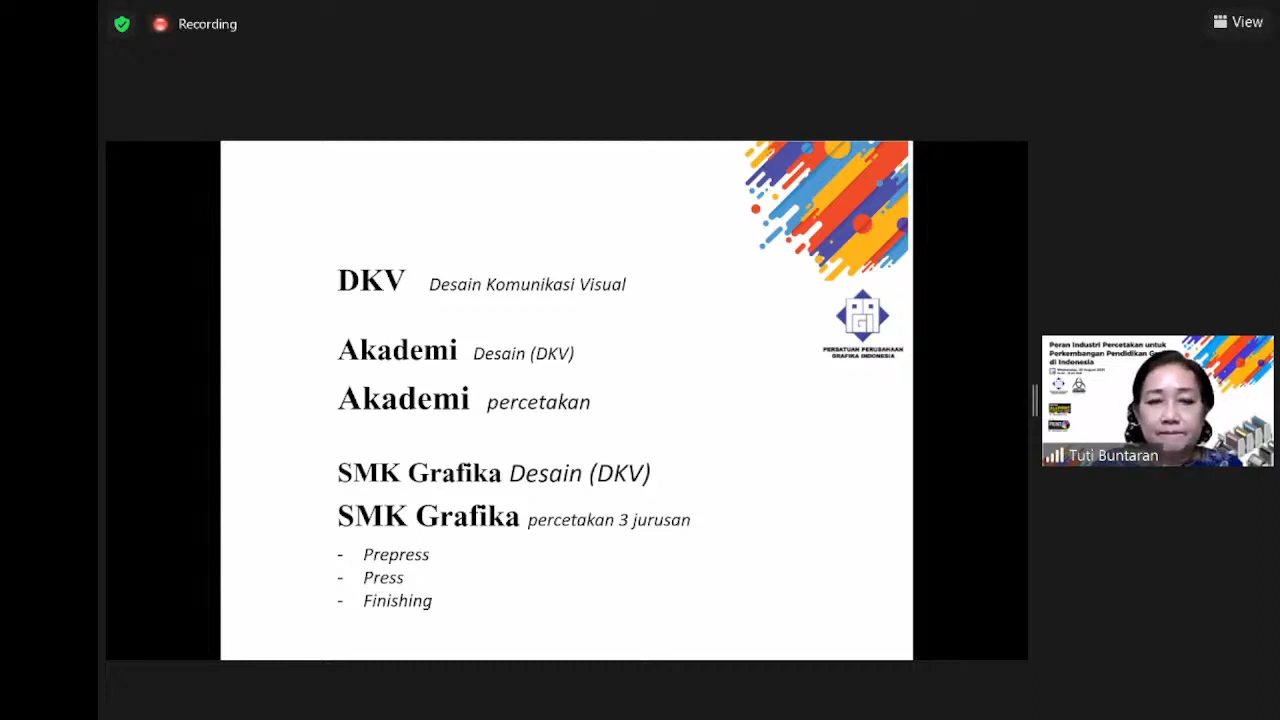 Recording
View
DKV Desain Komunikasi Visual
Akademi Desain (DKV)
Akademi percetakan
SMK Grafika Desain (DKV)
SMK Grafika percetakan 3 jurusan
- Prepress
- Press
- Finishing
PERSATUAN PERUSAHAAN
GRAFIKA INDONESIA
Peran Industri Percetakan untuk
Perkembangan Pendidikan
di Indonesia
Tuti Buntaran